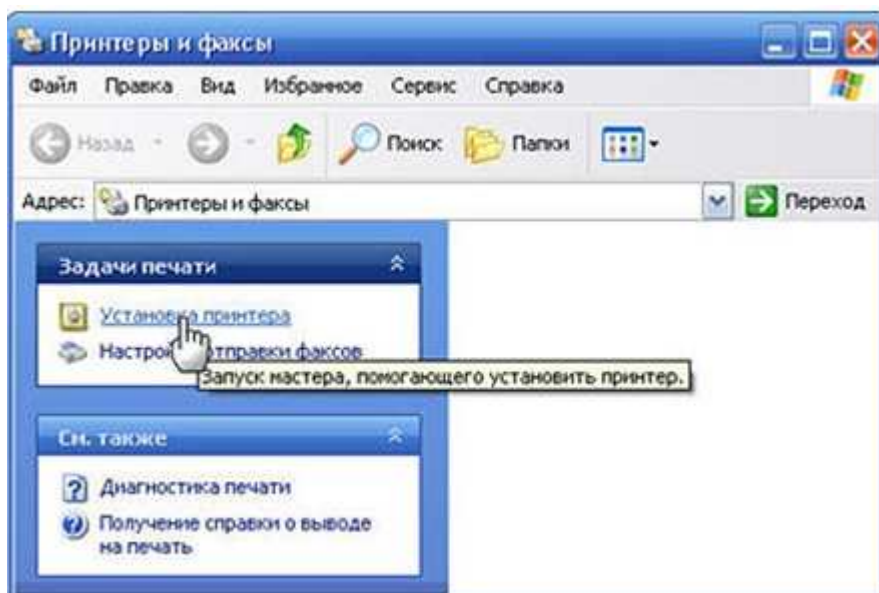 Принтеры и факсы
Файл Правка Вид Избранное Сервис Справка
Назад Поиск Папки
Адрес: Принтеры и факсы Переход
Задачи печати
Установка принтера
Настройка отправки факсов
Запуск мастера, помогающего установить принтер.
См. также
Диагностика печати
Получение справки о выводе
на печать